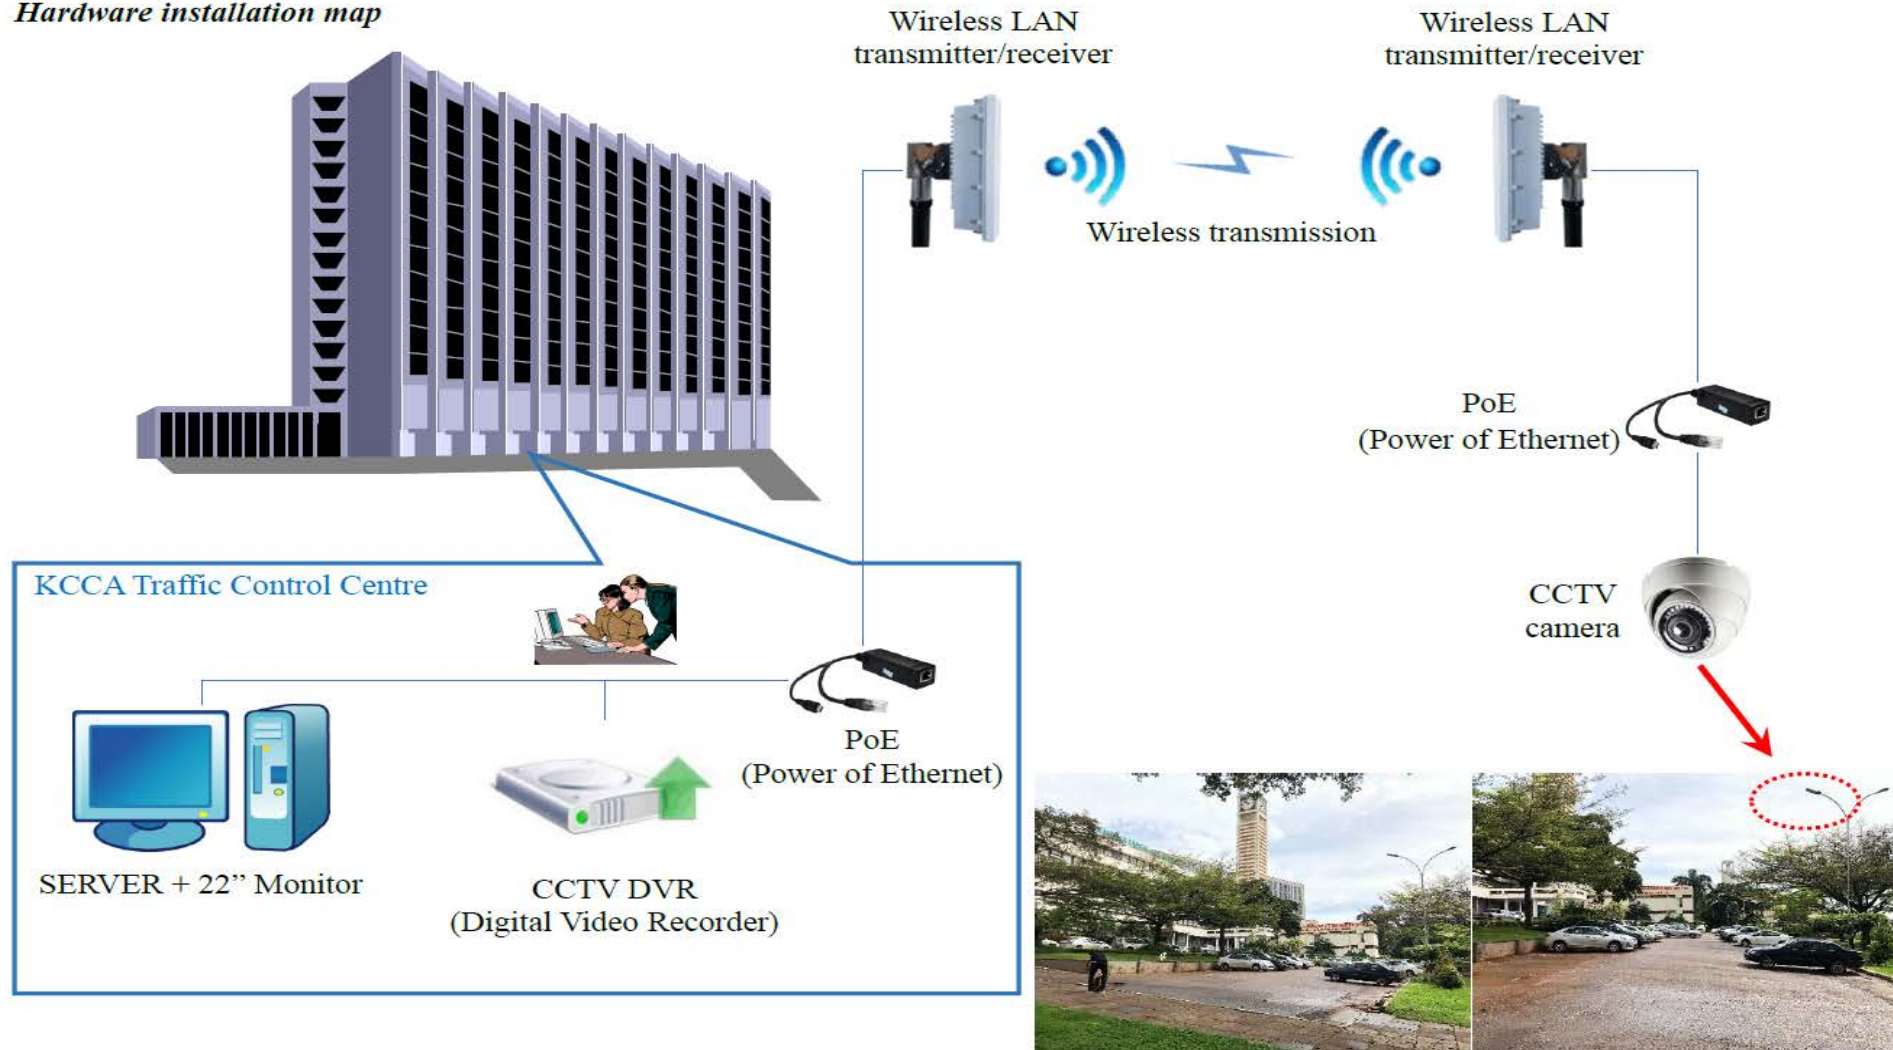 Hardware installation map
Wireless LAN
transmitter/receiver
Wireless LAN
transmitter/receiver
Wireless transmission
PoE
(Power of Ethernet)
CCTV
camera
KCCA Traffic Control Centre
PoE
(Power of Ethernet)
SERVER + 22” Monitor
CCTV DVR
(Digital Video Recorder)